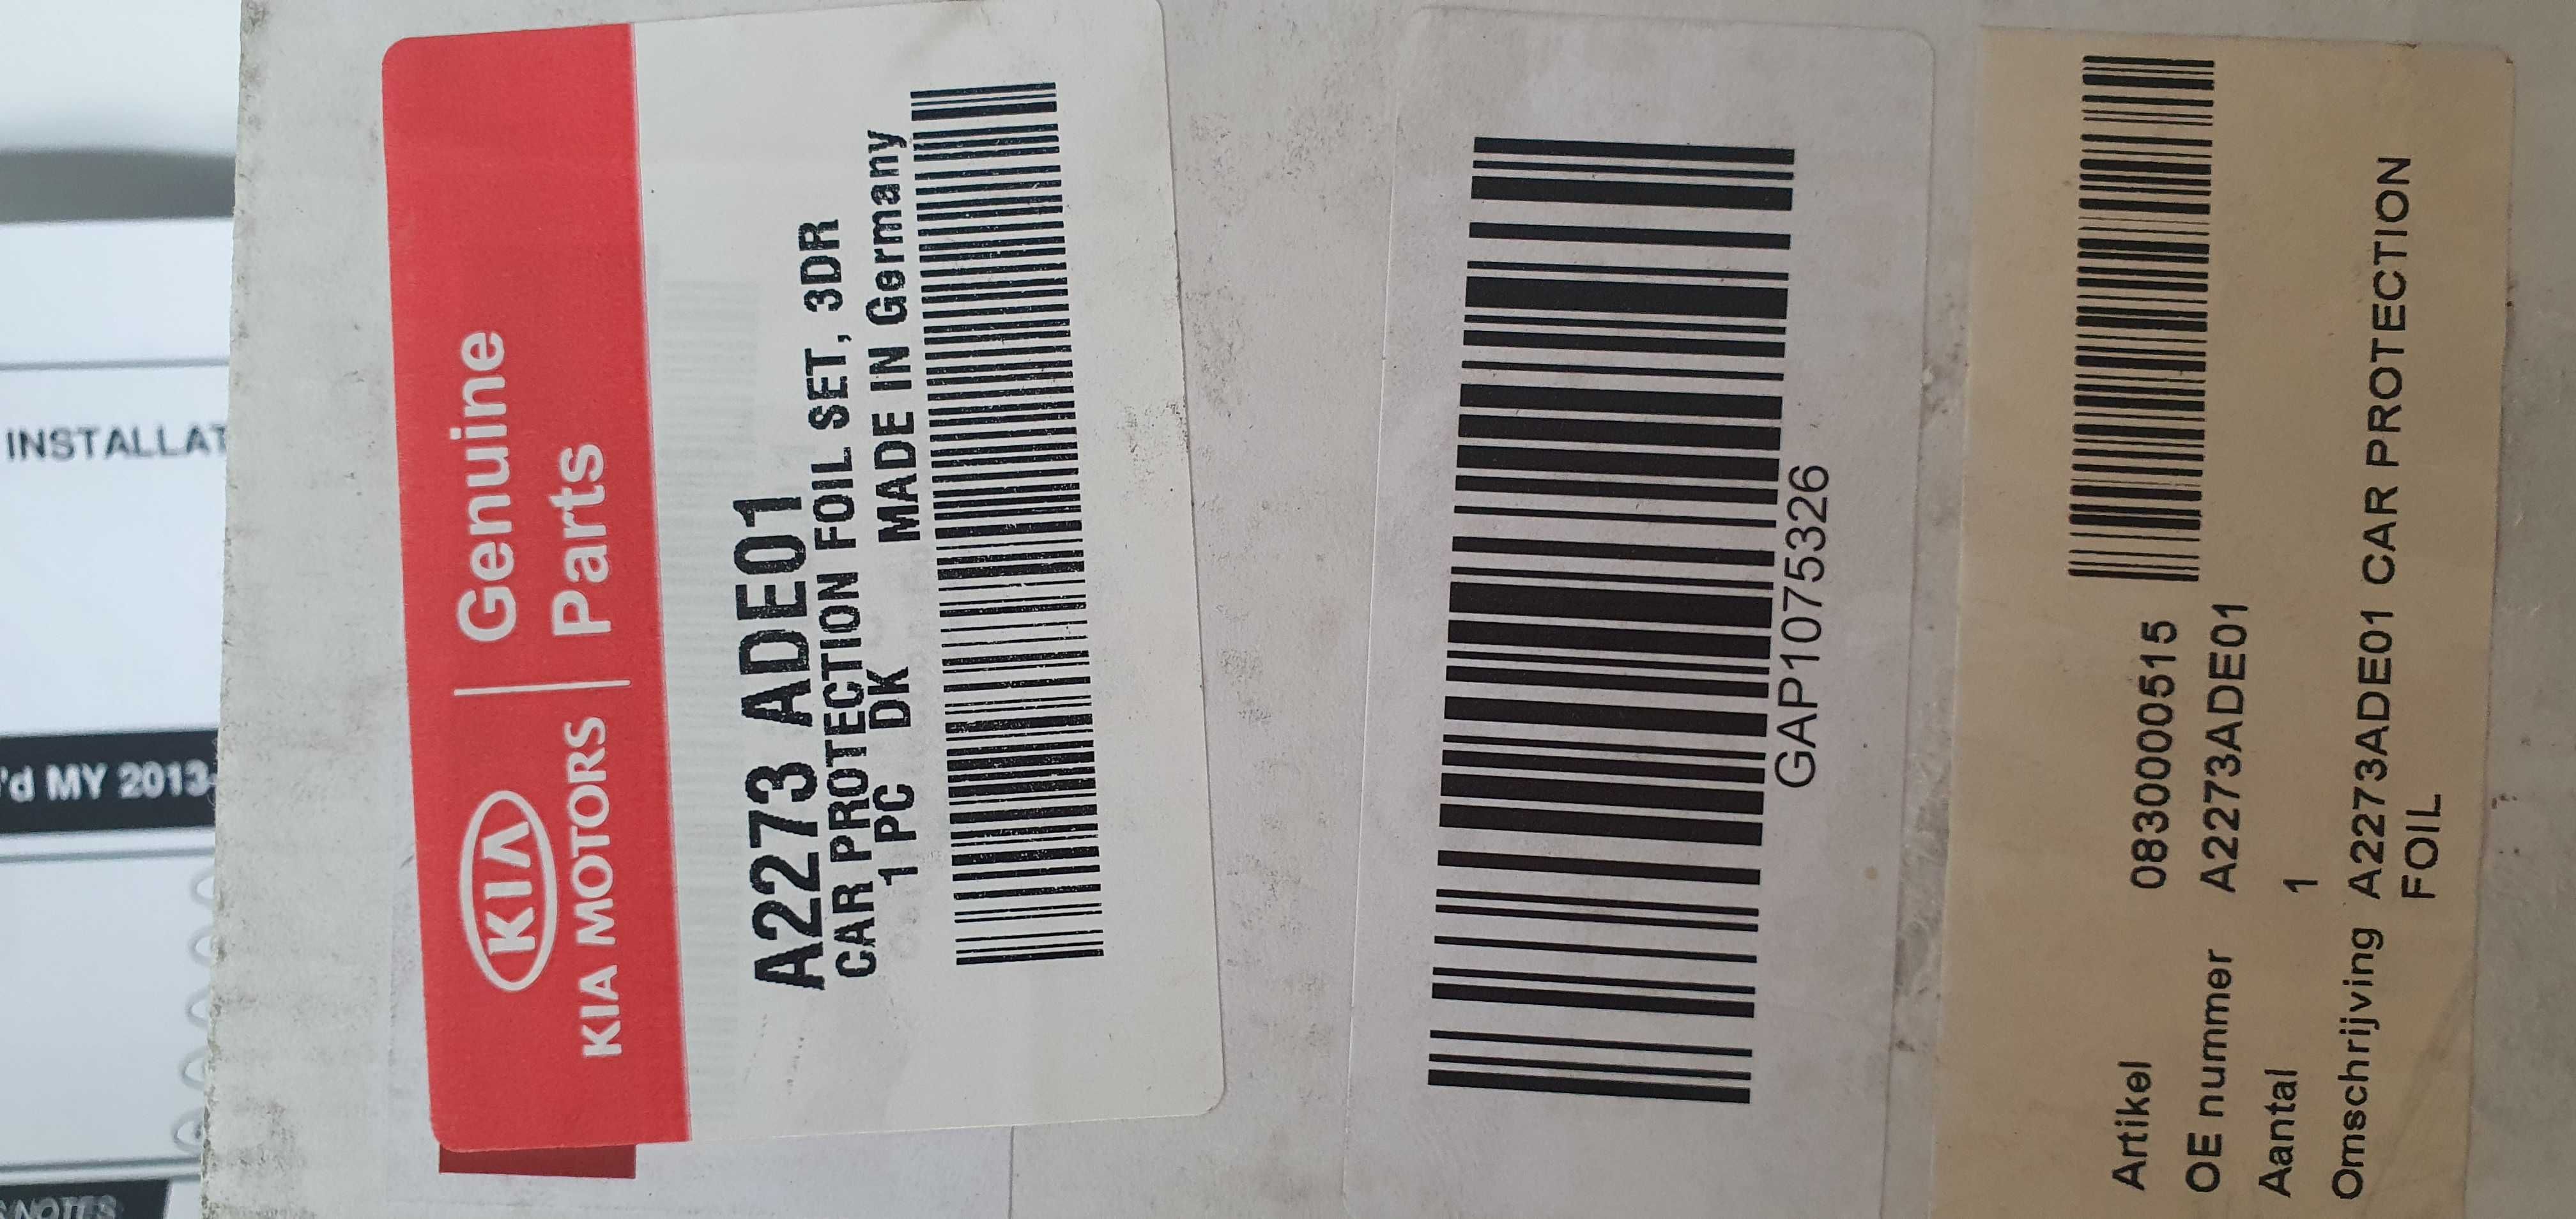 KIA
KIA MOTORS
Genuine
Parts
A2273 ADE01
CAR PROTECTION FOIL SET, 3DR
1 PC DK MADE IN Germany
GAP1075326
Artikel 0830000515
OE nummer A2273ADE01
Aantal 1
Omschrijving A2273ADE01 CAR PROTECTION
FOIL
INSTALLAT
'd MY 2013-
NOTES